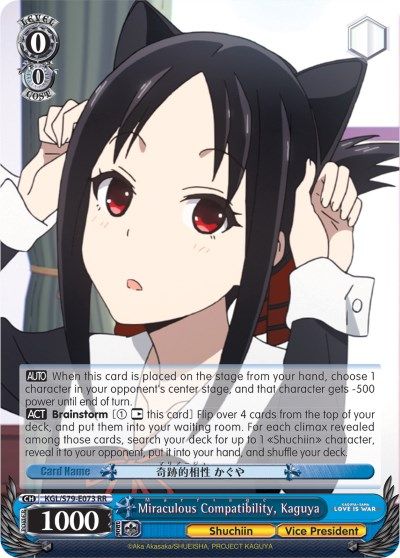 LEVEL
0
0
COST
AUTO When this card is placed on the stage from your hand, choose 1
character in your opponent's center stage, and that character gets -500
power until end of turn.
ACT Brainstorm [① this card] Flip over 4 cards from the top of your
deck, and put them into your waiting room. For each climax revealed
among those cards, search your deck for up to 1 «Shuchiin» character,
reveal it to your opponent, put it into your hand, and shuffle your deck.
Card Name
奇跡的相性 かぐや
CH KGL/S79-E073 RR
Miraculous Compatibility, Kaguya
KAGUYA-SAMA
LOVE IS WAR
1000
Shuchiin
Vice President
©Aka Akasaka/SHUEISHA, PROJECT KAGUYA